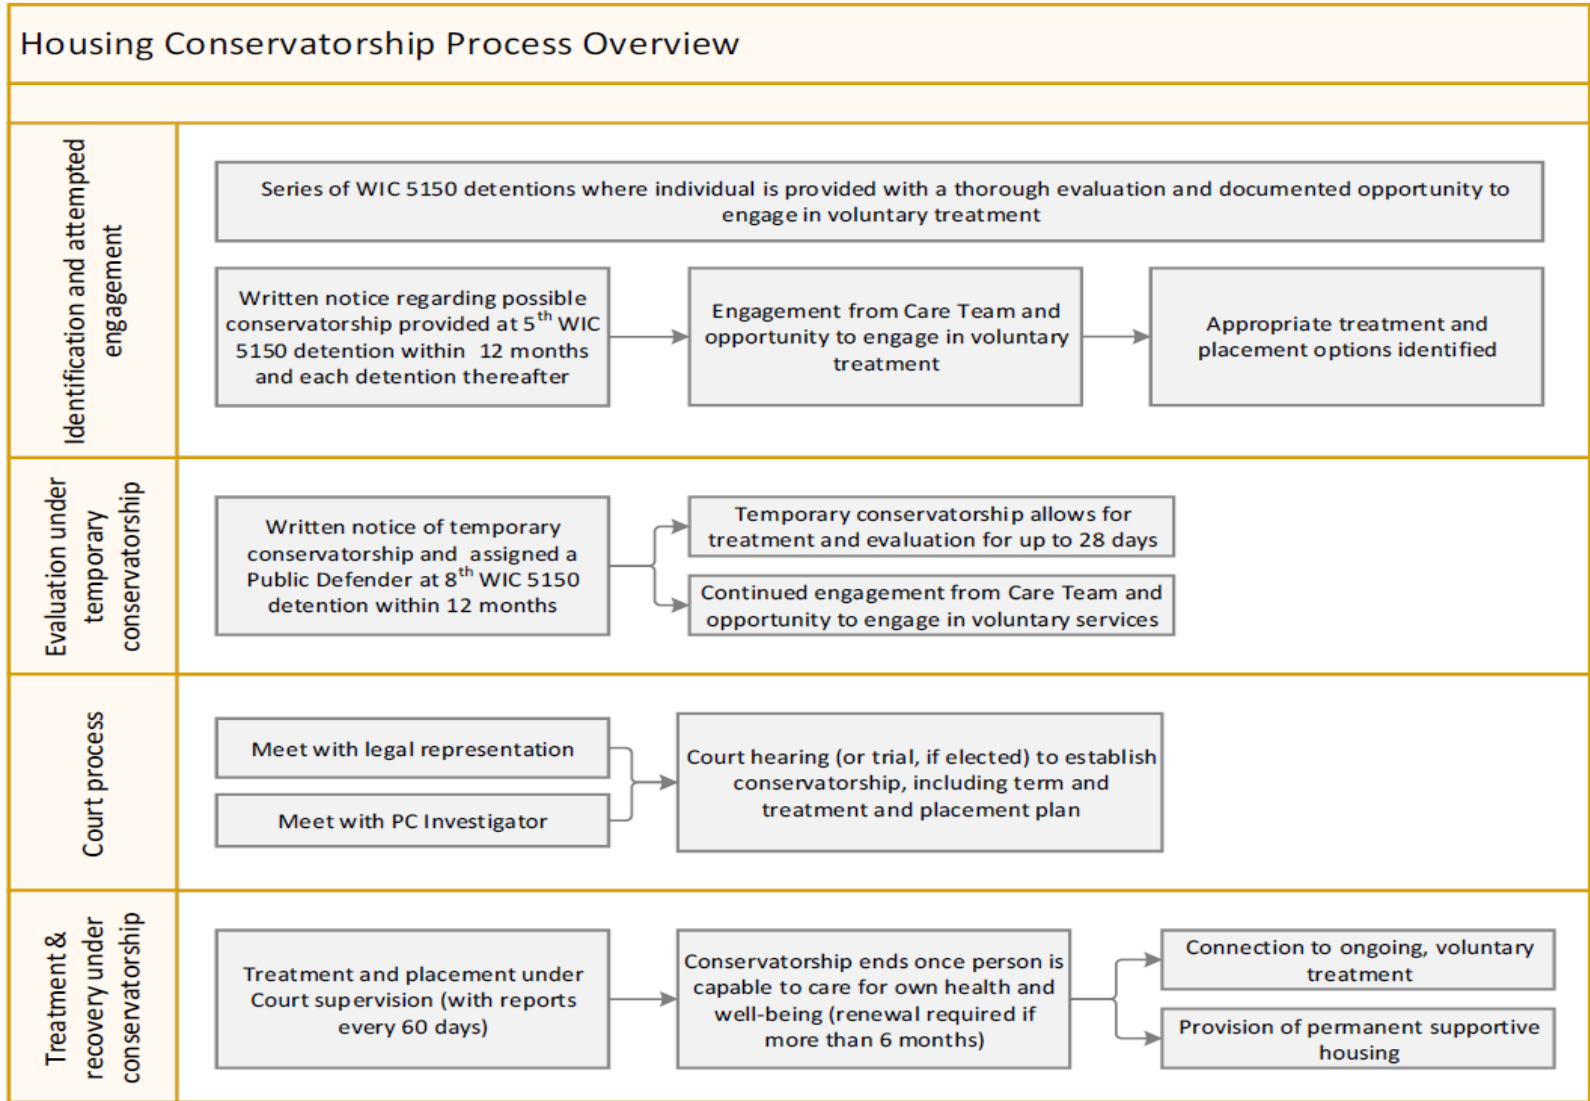 Housing Conservatorship Process Overview
Identification and attempted
engagement
Series of WIC 5150 detentions where individual is provided with a thorough evaluation and documented opportunity to
engage in voluntary treatment
Written notice regarding possible
conservatorship provided at 5th WIC
5150 detention within 12 months
and each detention thereafter
Engagement from Care Team and
opportunity to engage in voluntary
treatment
Appropriate treatment and
placement options identified
Evaluation under
temporary
conservatorship
Written notice of temporary
conservatorship and assigned a
Public Defender at 8th WIC 5150
detention within 12 months
Temporary conservatorship allows for
treatment and evaluation for up to 28 days
Continued engagement from Care Team and
opportunity to engage in voluntary services
Court process
Meet with legal representation
Meet with PC Investigator
Court hearing (or trial, if elected) to establish
conservatorship, including term and
treatment and placement plan
Treatment &
recovery under
conservatorship
Treatment and placement under
Court supervision (with reports
every 60 days)
Conservatorship ends once person is
capable to care for own health and
well-being (renewal required if
more than 6 months)
Connection to ongoing, voluntary
treatment
Provision of permanent supportive
housing